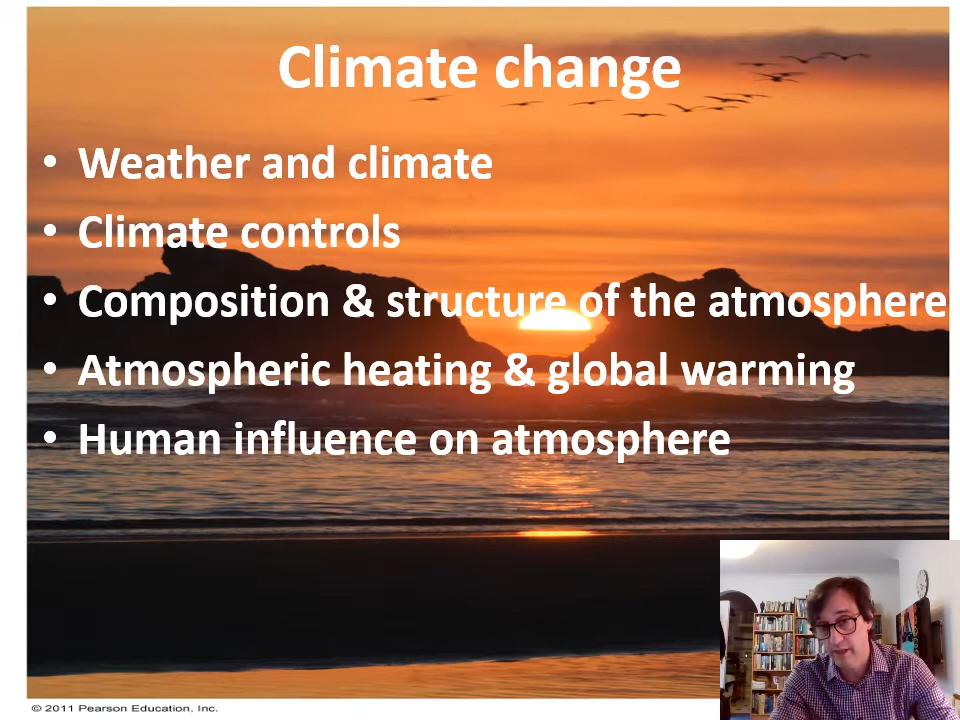 Climate change
• Weather and climate
• Climate controls
• Composition & structure of the atmosphere
• Atmospheric heating & global warming
• Human influence on atmosphere
© 2011 Pearson Education, Inc.